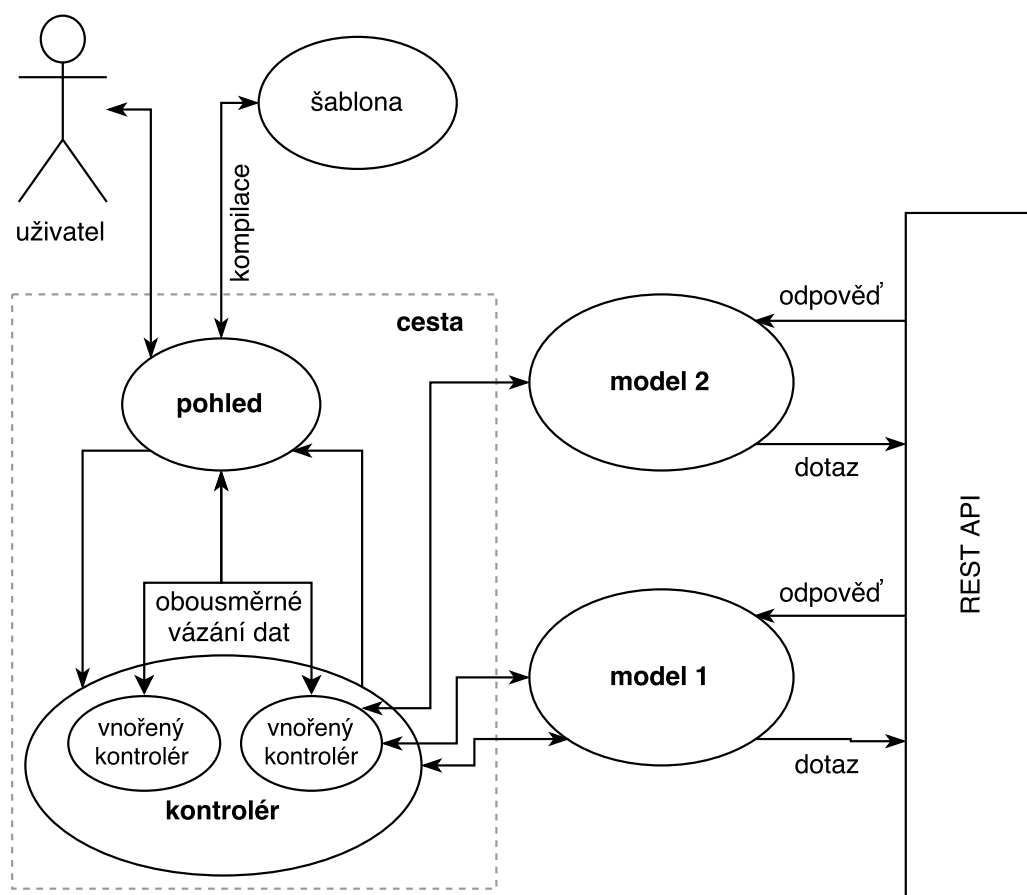 šablona
kompilace
uživatel
cesta
odpověď
pohled
model 2
dotaz
REST API
odpověď
obousměrné
vázání dat
model 1
vnořený
kontrolér
vnořený
kontrolér
dotaz
kontrolér